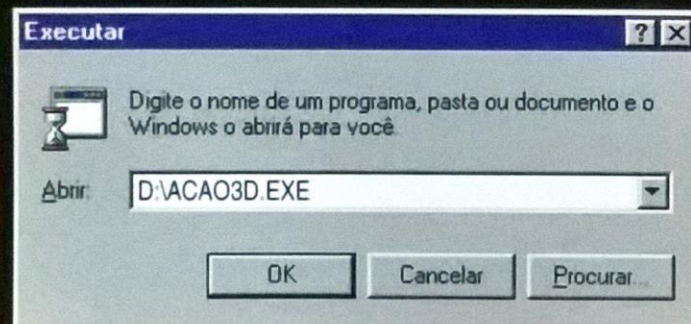 Executar
Digite o nome de um programa, pasta ou documento e o
Windows o abrirá para você.
Abrir:
D:\ACAO3D.EXE
OK
Cancelar
Procurar...